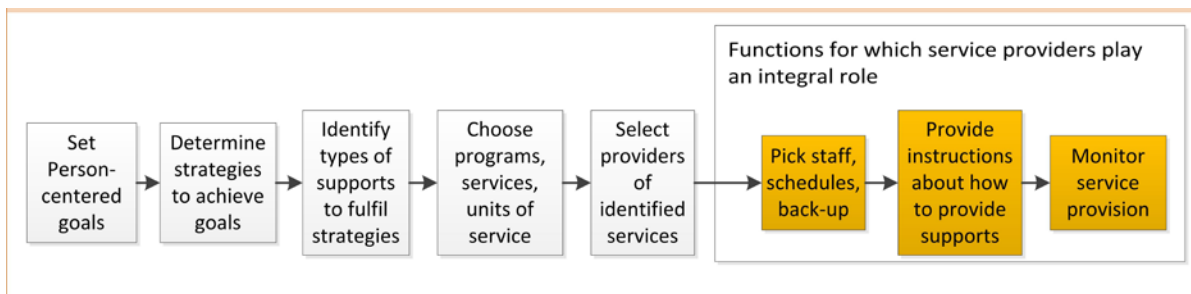 Functions for which service providers play
an integral role
Set
Person-
centered
goals
Determine
strategies
to achieve
goals
Identify
types of
supports
to fulfil
strategies
Choose
programs,
services,
units of
service
Select
providers
of
identified
services
Pick staff,
schedules,
back-up
Provide
instructions
about how
to provide
supports
Monitor
service
provision